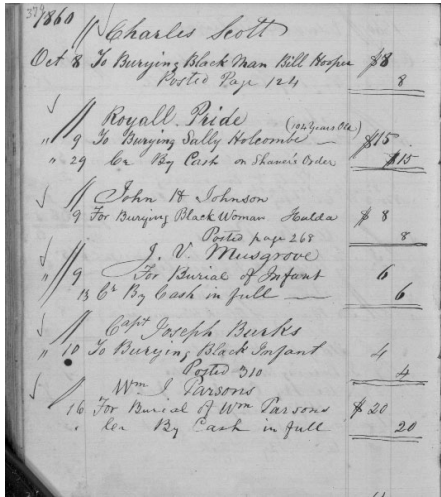 379
1860
Charles Scott
Oct 8 To Burying Black Man Bill Hooper $8
Posted Page 124 8
Royall Pride
(104 Years Old)
" 9 To Burying Sally Holcombe $15
" 29 Cr By Cash on Shaver's Order $15
John H Johnson
9 For Burying Black Woman Hulda $ 8
Posted page 268 8
J. V. Musgrove
" 9 For Burial of Infant 6
" 13 Cr By Cash in full 6
Capt Joseph Burks
" 10 To Burying Black Infant 4
Posted 310 4
Wm J Parsons
16 For Burial of Wm Parsons $ 20
" Cr By Cash in full 20